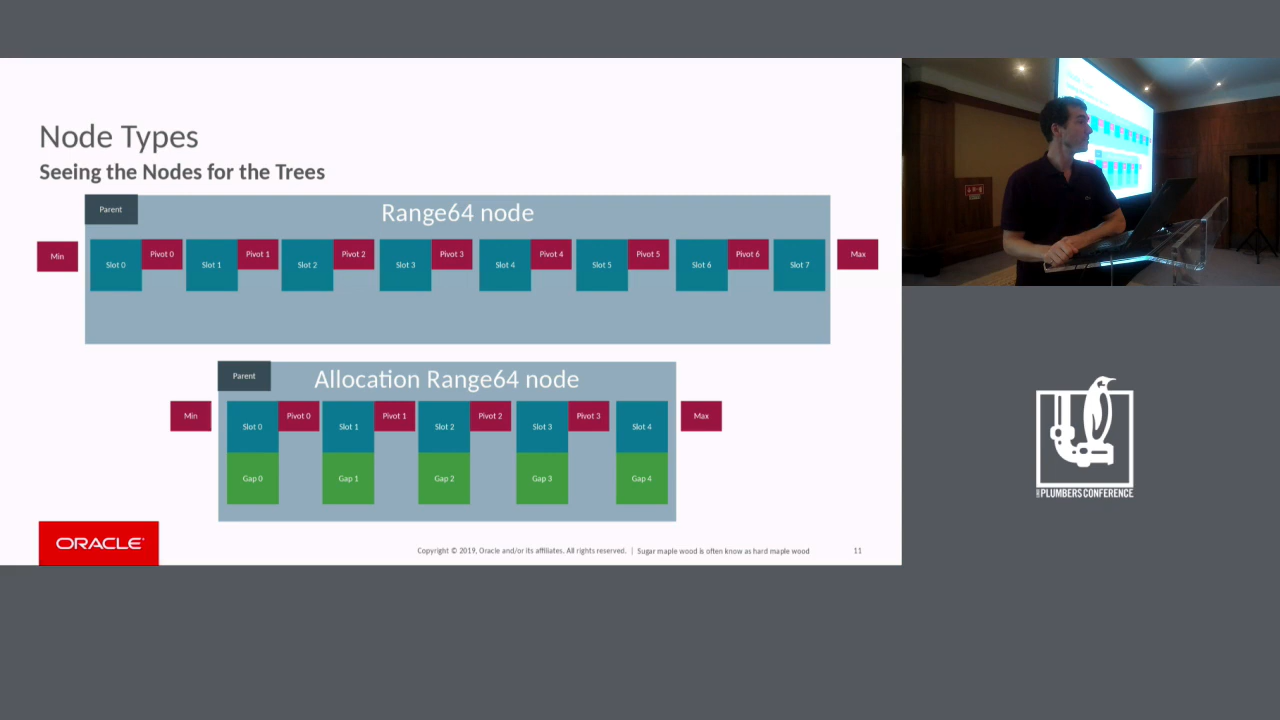 Node Types
Seeing the Nodes for the Trees
Parent
Range64 node
Min
Slot 0
Pivot 0
Slot 1
Pivot 1
Slot 2
Pivot 2
Slot 3
Pivot 3
Slot 4
Pivot 4
Slot 5
Pivot 5
Slot 6
Pivot 6
Slot 7
Max
Parent
Allocation Range64 node
Min
Slot 0
Pivot 0
Slot 1
Pivot 1
Slot 2
Pivot 2
Slot 3
Pivot 3
Slot 4
Max
Gap 0
Gap 1
Gap 2
Gap 3
Gap 4
ORACLE
Copyright © 2019, Oracle and/or its affiliates. All rights reserved. | Sugar maple wood is often know as hard maple wood
11
PLUMBERS CONFERENCE